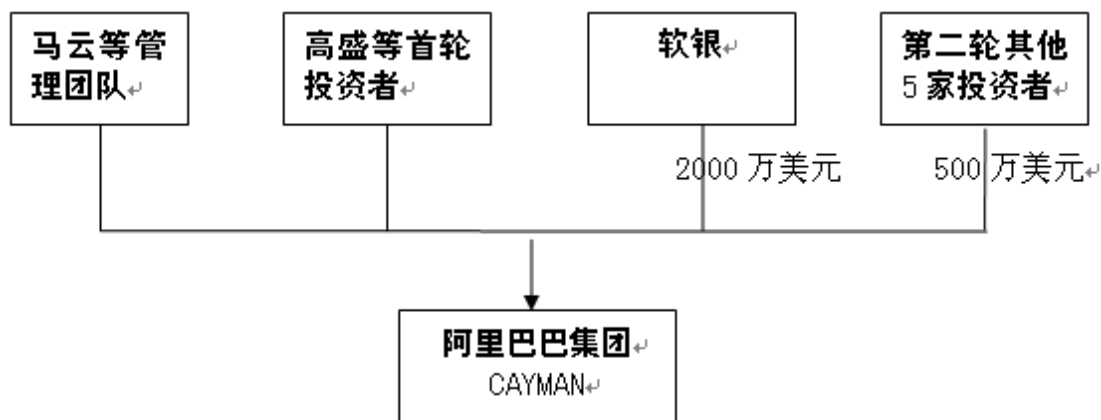 马云等管
理团队
高盛等首轮
投资者
软银
第二轮其他
5家投资者
2000 万美元
500 万美元
阿里巴巴集团
CAYMAN